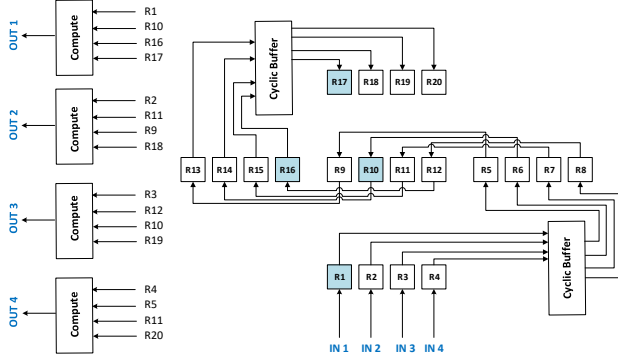 OUT 1
Compute
R1
R10
R16
R17
OUT 2
Compute
R2
R11
R9
R18
OUT 3
Compute
R3
R12
R10
R19
OUT 4
Compute
R4
R5
R11
R20
Cyclic Buffer
R17 R18 R19 R20
R13 R14 R15 R16 R9 R10 R11 R12 R5 R6 R7 R8
Cyclic Buffer
R1 R2 R3 R4
IN 1 IN 2 IN 3 IN 4